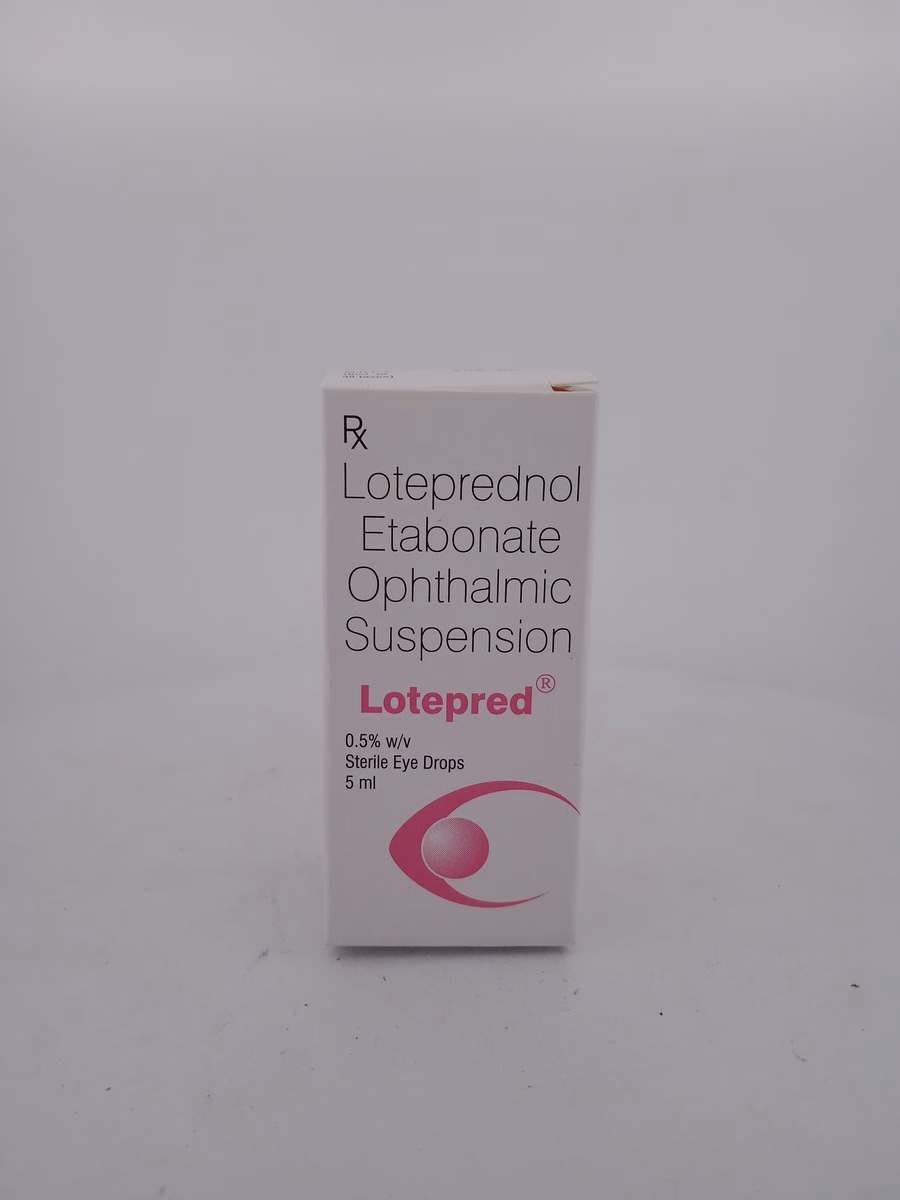 Rx
Loteprednol
Etabonate
Ophthalmic
Suspension
Lotepred®
0.5% w/v
Sterile Eye Drops
5 ml